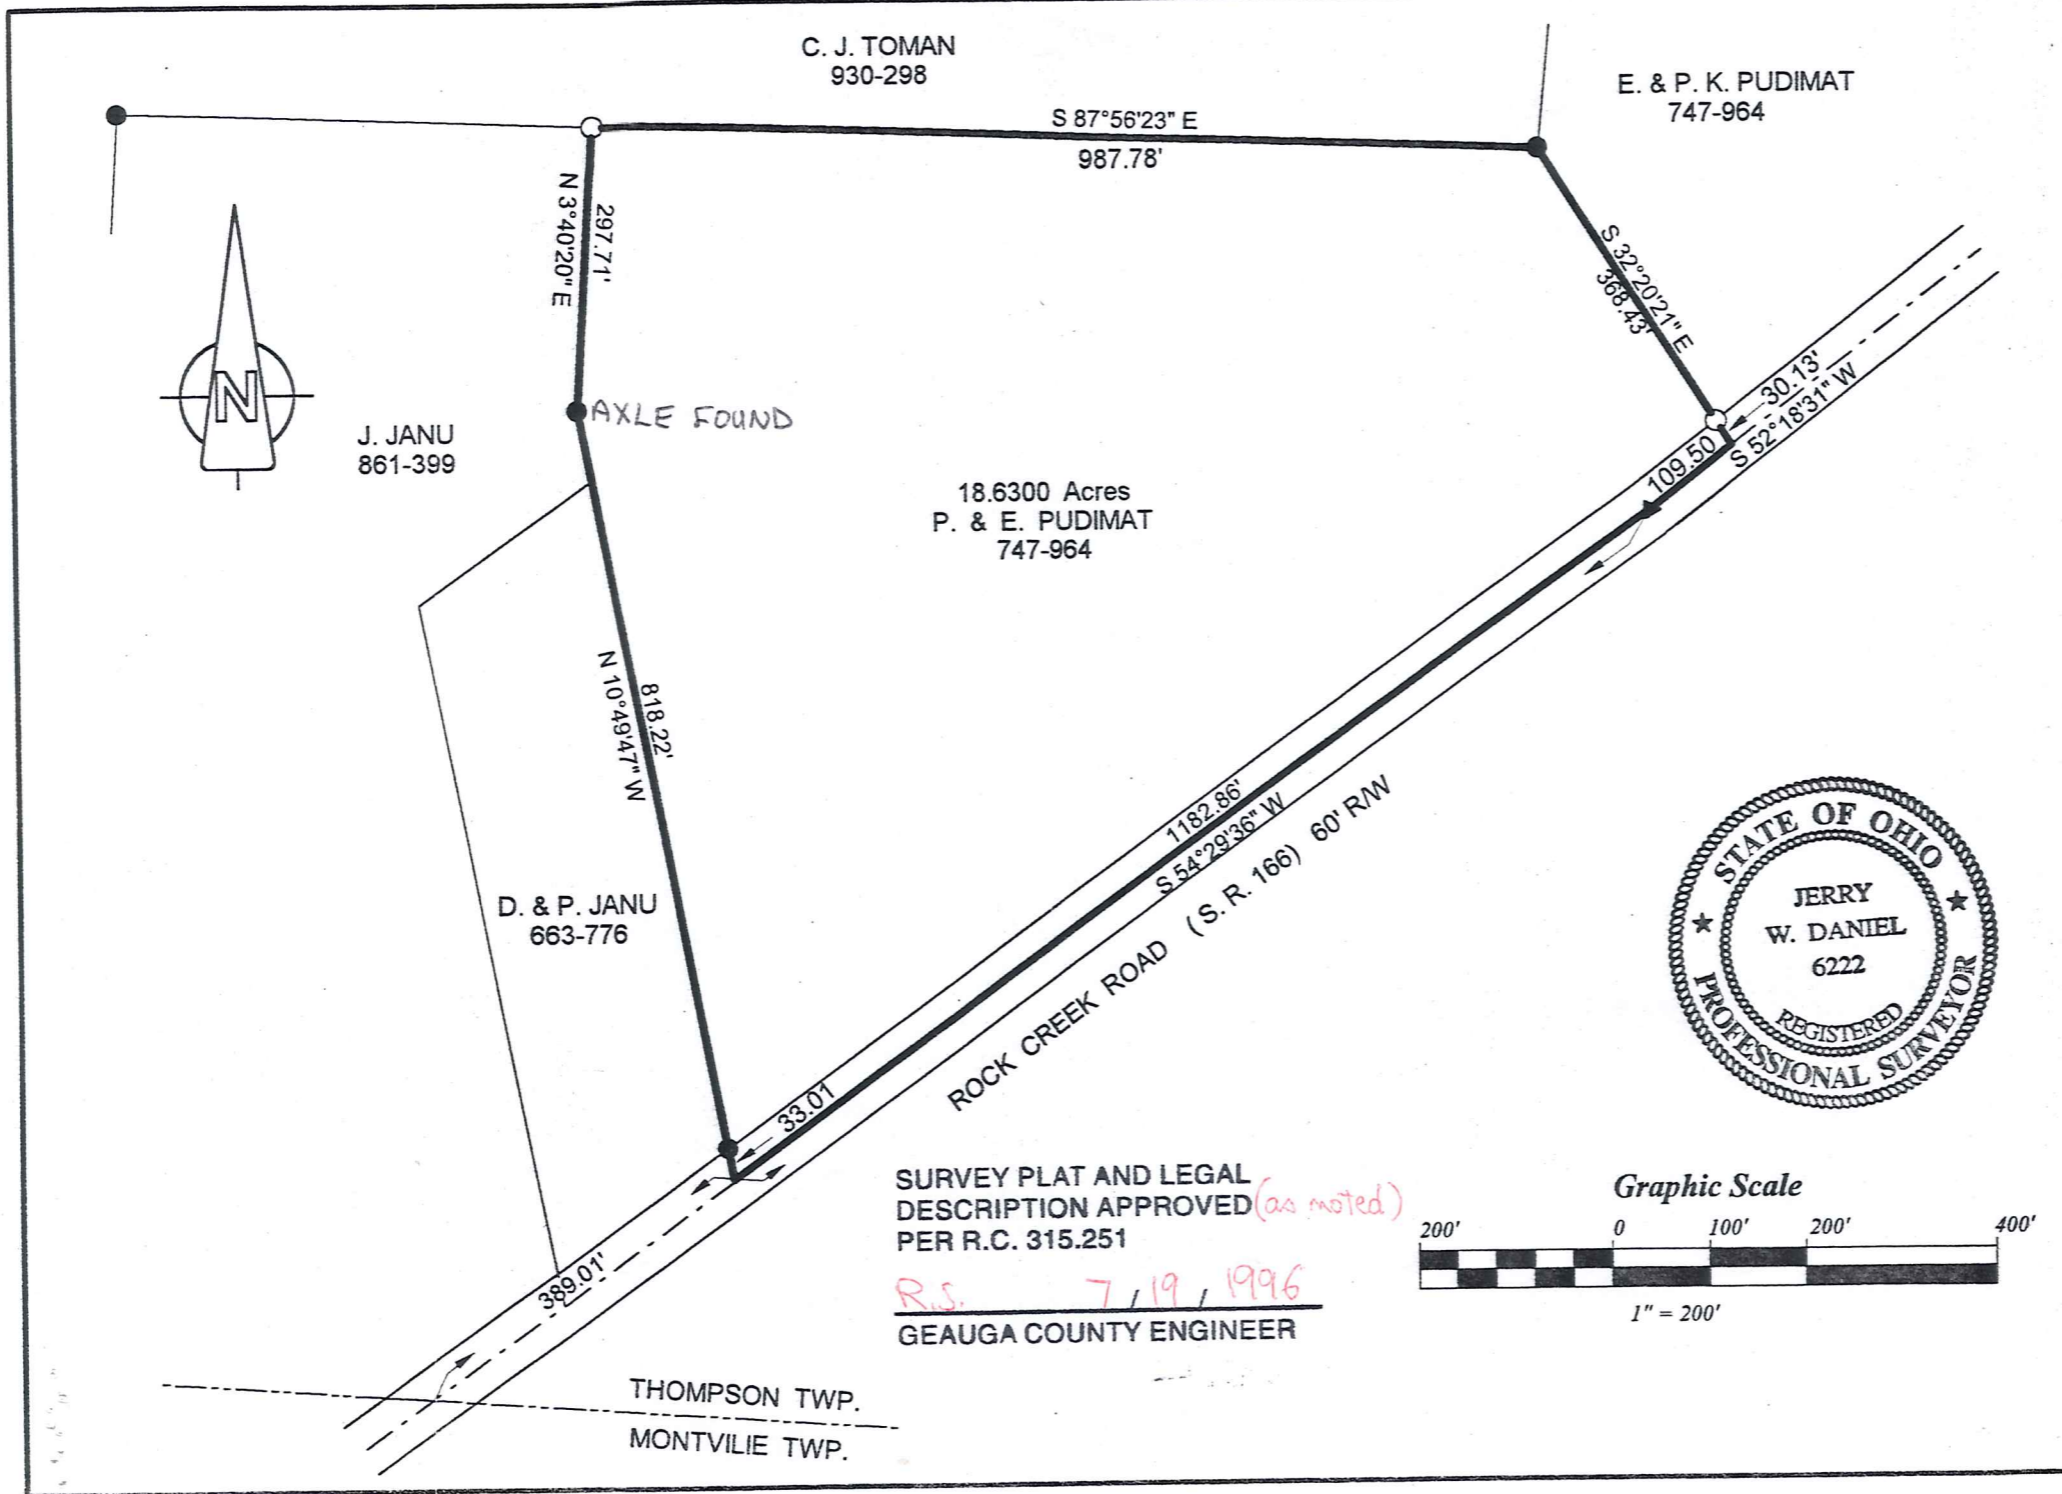 C. J. TOMAN
930-298
E. & P. K. PUDIMAT
747-964
S 87°56'23" E
987.78'
N 3°40'20" E
297.71'
S 32°20'21" E
368.43'
N
AXLE FOUND
J. JANU
861-399
30.13'
S 52°18'31" W
109.50
18.6300 Acres
P. & E. PUDIMAT
747-964
N 10°49'47" W
818.22'
1182.86'
S 54°29'36" W
ROCK CREEK ROAD (S. R. 166) 60' R/W
D. & P. JANU
663-776
STATE OF OHIO
JERRY
W. DANIEL
6222
REGISTERED
PROFESSIONAL SURVEYOR
33.01
389.01'
SURVEY PLAT AND LEGAL
DESCRIPTION APPROVED (as noted)
PER R.C. 315.251
R.S. 7 / 19 / 1996
GEAUGA COUNTY ENGINEER
Graphic Scale
200' 0 100' 200' 400'
1" = 200'
THOMPSON TWP.
MONTVILIE TWP.